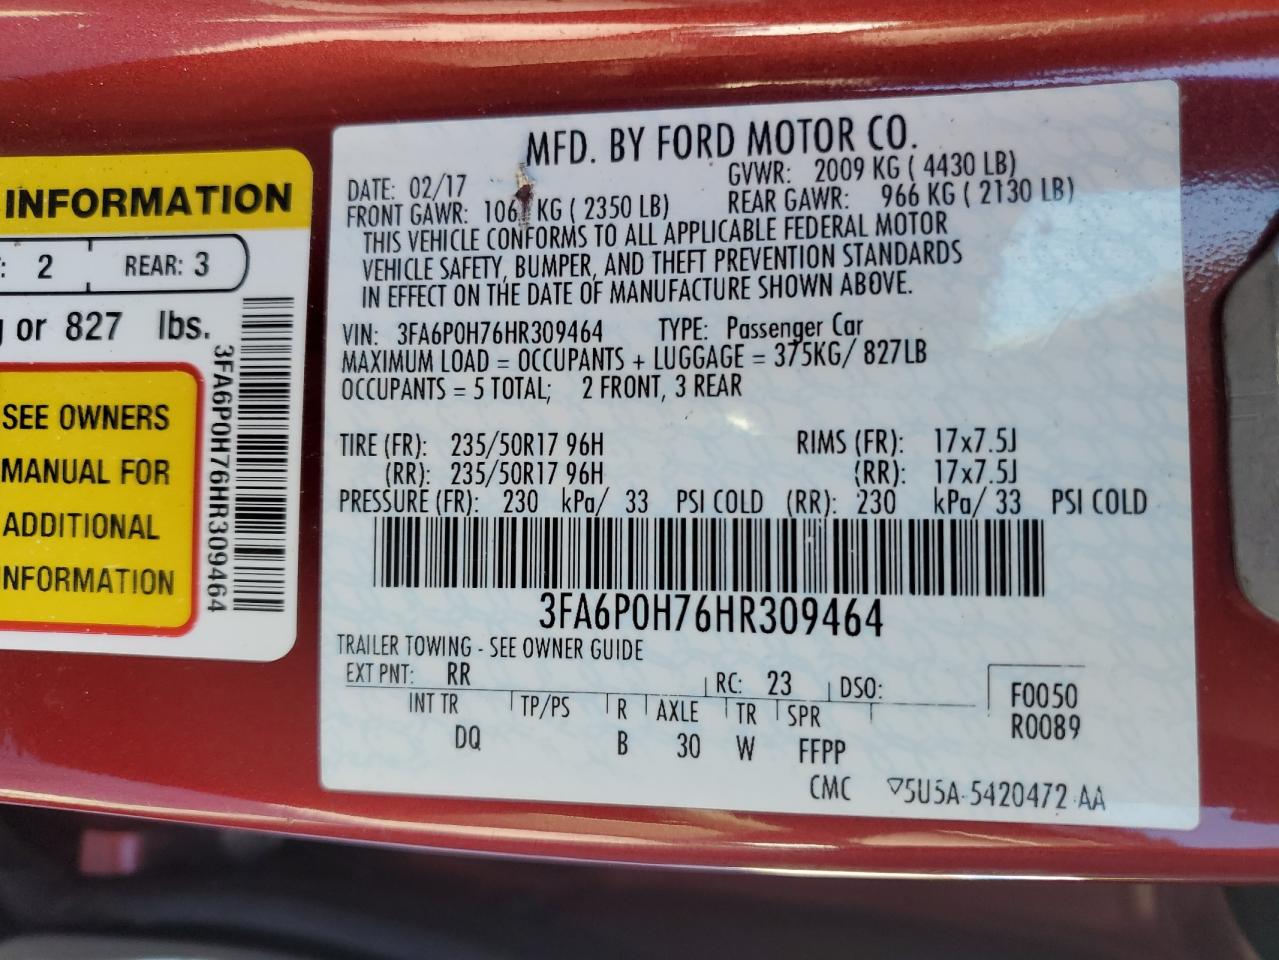 INFORMATION
: 2 REAR: 3
or 827 lbs.
SEE OWNERS
MANUAL FOR
ADDITIONAL
INFORMATION
3FA6P0H76HR309464
MFD. BY FORD MOTOR CO.
DATE: 02/17 GVWR: 2009 KG ( 4430 LB)
FRONT GAWR: KG ( 2350 LB) REAR GAWR: 966 KG ( 2130 LB)
THIS VEHICLE CONFORMS TO ALL APPLICABLE FEDERAL MOTOR
VEHICLE SAFETY, BUMPER, AND THEFT PREVENTION STANDARDS
IN EFFECT ON THE DATE OF MANUFACTURE SHOWN ABOVE.
VIN: 3FA6P0H76HR309464 TYPE: Passenger Car
MAXIMUM LOAD = OCCUPANTS + LUGGAGE = 375KG/ 827LB
OCCUPANTS = 5 TOTAL; 2 FRONT, 3 REAR
TIRE (FR): 235/50R17 96H RIMS (FR): 17x7.5J
(RR): 235/50R17 96H (RR): 17x7.5J
PRESSURE (FR): 230 kPa/ 33 PSI COLD (RR): 230 kPa/ 33 PSI COLD
3FA6P0H76HR309464
TRAILER TOWING - SEE OWNER GUIDE
EXT PNT: RR RC: 23 DSO: F0050
INT TR TP/PS R AXLE TR SPR R0089
DQ B 30 W FFPP
CMC ▽5U5A-5420472-AA